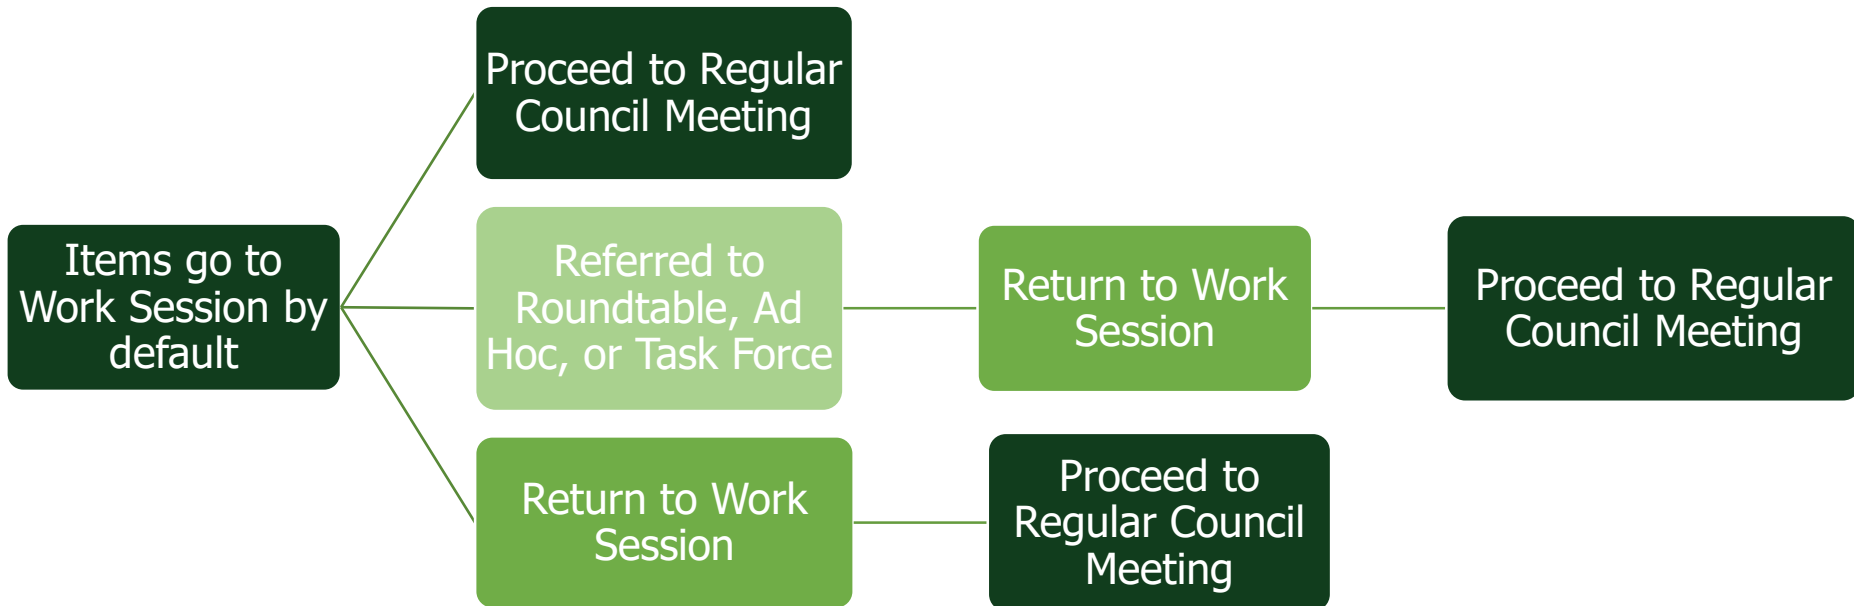 Proceed to Regular
Council Meeting
Items go to
Work Session by
default
Referred to
Roundtable, Ad
Hoc, or Task Force
Return to Work
Session
Proceed to Regular
Council Meeting
Return to Work
Session
Proceed to
Regular Council
Meeting